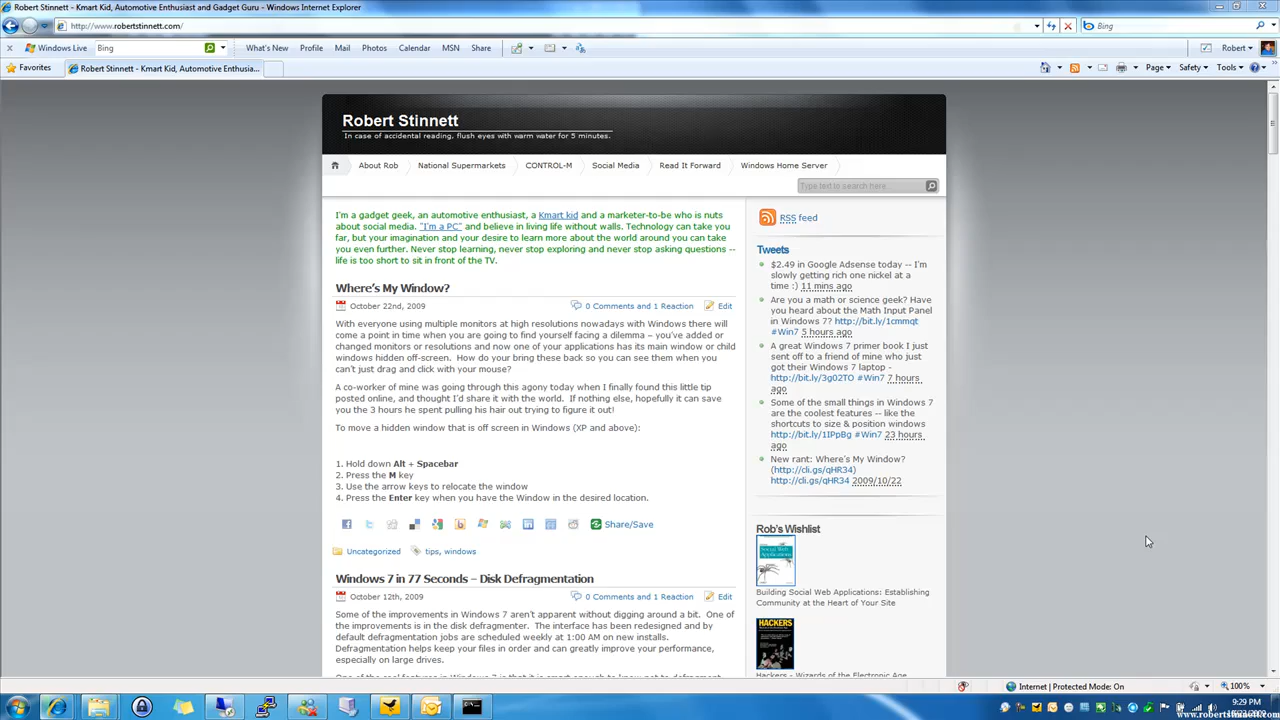 Robert Stinnett - Kmart Kid, Automotive Enthusiast and Gadget Guru - Windows Internet Explorer
http://www.robertstinnett.com/
Bing
Windows Live
Bing
What's New
Profile
Mail
Photos
Calendar
MSN
Share
Robert
Favorites
Robert Stinnett - Kmart Kid, Automotive Enthusia...
Page
Safety
Tools
Robert Stinnett
In case of accidental reading, flush eyes with warm water for 5 minutes.
About Rob
National Supermarkets
CONTROL-M
Social Media
Read It Forward
Windows Home Server
Type text to search here
I'm a gadget geek, an automotive enthusiast, a Kmart kid and a marketer-to-be who is nuts
about social media. "I'm a PC" and believe in living life without walls. Technology can take you
far, but your imagination and your desire to learn more about the world around you can take
you even further. Never stop learning, never stop exploring and never stop asking questions --
life is too short to sit in front of the TV.
Where's My Window?
October 22nd, 2009
0 Comments and 1 Reaction
Edit
With everyone using multiple monitors at high resolutions nowadays with Windows there will
come a point in time when you are going to find yourself facing a dilemma – you've added or
changed monitors or resolutions and now one of your applications has its main window or child
windows hidden off-screen. How do your bring these back so you can see them when you
can't just drag and click with your mouse?
A co-worker of mine was going through this agony today when I finally found this little tip
posted online, and thought I'd share it with the world. If nothing else, hopefully it can save
you the 3 hours he spent pulling his hair out trying to figure it out!
To move a hidden window that is off screen in Windows (XP and above):
1. Hold down Alt + Spacebar
2. Press the M key
3. Use the arrow keys to relocate the window
4. Press the Enter key when you have the Window in the desired location.
Share/Save
Uncategorized
tips, windows
Windows 7 in 77 Seconds – Disk Defragmentation
October 12th, 2009
0 Comments and 1 Reaction
Edit
Some of the improvements in Windows 7 aren't apparent without digging around a bit. One of
the improvements is in the disk defragmenter. The interface has been redesigned and by
default defragmentation jobs are scheduled weekly at 1:00 AM on new installs.
Defragmentation helps keep your files in order and can greatly improve your performance,
especially on large drives.
RSS feed
Tweets
$2.49 in Google Adsense today -- I'm
slowly getting rich one nickel at a
time :) 11 mins ago
Are you a math or science geek? Have
you heard about the Math Input Panel
in Windows 7? http://bit.ly/1cmmqt
#Win7 5 hours ago
A great Windows 7 primer book I just
sent off to a friend of mine who just
got their Windows 7 laptop -
http://bit.ly/3g02TO #Win7 7 hours
ago
Some of the small things in Windows 7
are the coolest features -- like the
shortcuts to size & position windows
http://bit.ly/1IPpBg #Win7 23 hours
ago
New rant: Where's My Window?
(http://cli.gs/qHR34)
http://cli.gs/qHR34 2009/10/22
Rob's Wishlist
Social Web
Applications
Building Social Web Applications: Establishing
Community at the Heart of Your Site
HACKERS
Hackers - Wizards of the Electronic Age
Internet | Protected Mode: On
100%
9:29 PM
www.robertstinnett.com